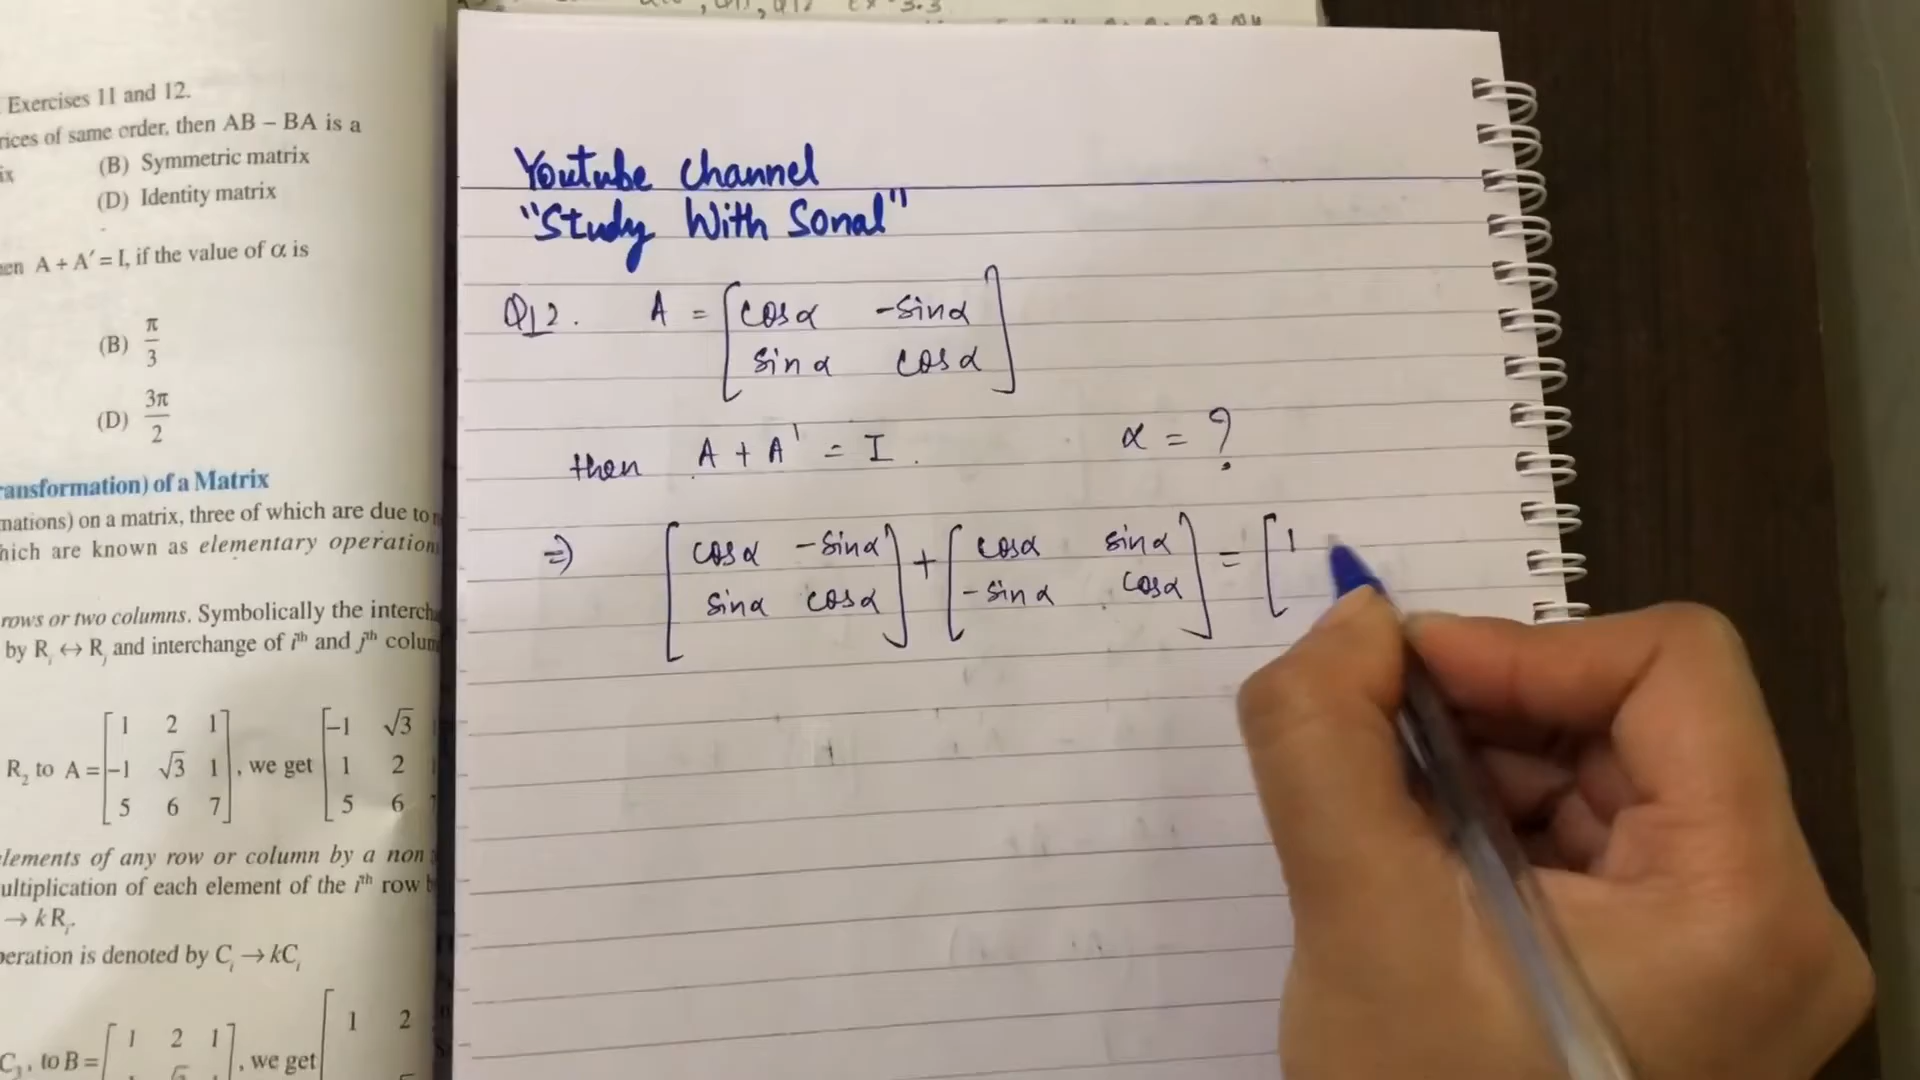 Exercises 11 and 12.
rices of same order, then AB – BA is a
ix (B) Symmetric matrix
(D) Identity matrix
en A + A′ = I, if the value of α is
(B) π/3
(D) 3π/2
ransformation) of a Matrix
mations) on a matrix, three of which are due to
hich are known as elementary operation
rows or two columns. Symbolically the interch
by Rᵢ ↔ Rⱼ and interchange of iᵗʰ and jᵗʰ colum
R₂ to A = [1 2 1
-1 √3 1
5 6 7], we get [-1 √3
1 2
5 6
lements of any row or column by a non
ultiplication of each element of the iᵗʰ row b
→ kRᵢ.
peration is denoted by Cᵢ → kCᵢ
C₃, to B = [1 2 1, we get [1 2
Youtube channel
"Study With Sonal"
Q12. A = [cosα -sinα
sinα cosα]
then A + A' = I. α = ?
⇒ [cosα -sinα
sinα cosα] + [cosα sinα
-sinα cosα] = [1